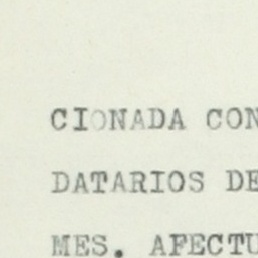 CIONADA CON
DATARIOS DE
MES. AFECTU